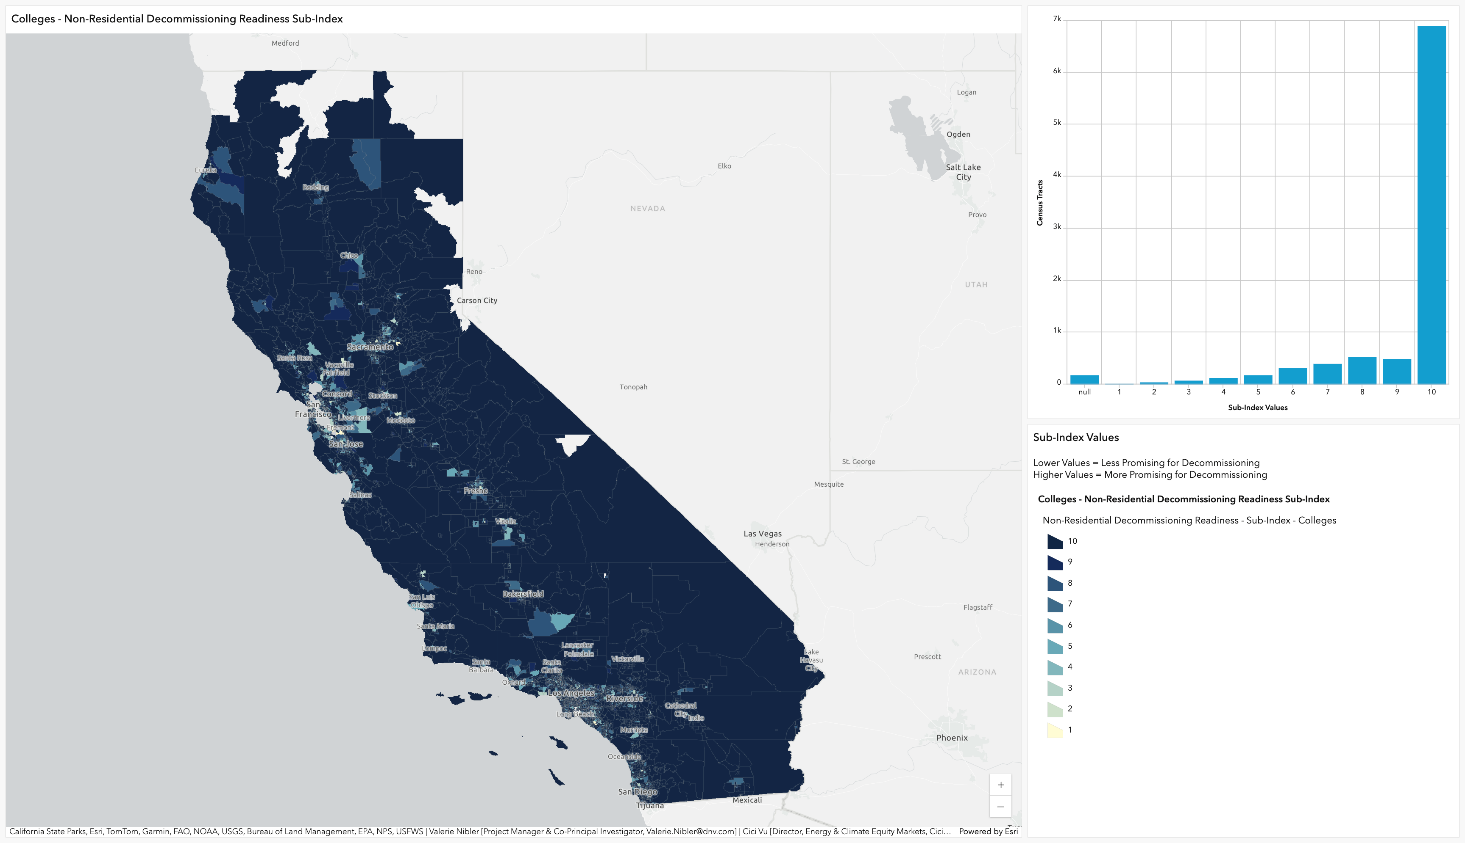 Colleges - Non-Residential Decommissioning Readiness Sub-Index
Medford
Logan
Ogden
Salt Lake
City
Elko
Provo
NEVADA
UTAH
Eureka
Redding
Chico
Reno
Carson City
Sacramento
Santa Rosa
Vacaville
Fairfield
Concord
Stockton
San
Francisco
Livermore
Fremont
Modesto
San Jose
Tonopah
Salinas
Fresno
Visalia
St. George
Mesquite
Las Vegas
Henderson
Bakersfield
San Luis
Obispo
Santa Maria
Lompoc
Santa
Barbara
Santa
Clarita
Lancaster
Palmdale
Victorville
Oxnard
Los Angeles
Riverside
Long Beach
Cathedral
City
Indio
Murrieta
Oceanside
San Diego
Tijuana
Mexicali
Lake
Havasu
City
Flagstaff
Prescott
ARIZONA
Phoenix
+
−
California State Parks, Esri, TomTom, Garmin, FAO, NOAA, USGS, Bureau of Land Management, EPA, NPS, USFWS | Valerie Nibler [Project Manager & Co-Principal Investigator, Valerie.Nibler@dnv.com] | Cici Vu [Director, Energy & Climate Equity Markets, Cici...
Powered by Esri
7k
6k
5k
4k
3k
2k
1k
0
Census Tracts
null 1 2 3 4 5 6 7 8 9 10
Sub-Index Values
Sub-Index Values
Lower Values = Less Promising for Decommissioning
Higher Values = More Promising for Decommissioning
Colleges - Non-Residential Decommissioning Readiness Sub-Index
Non-Residential Decommissioning Readiness - Sub-Index - Colleges
10
9
8
7
6
5
4
3
2
1